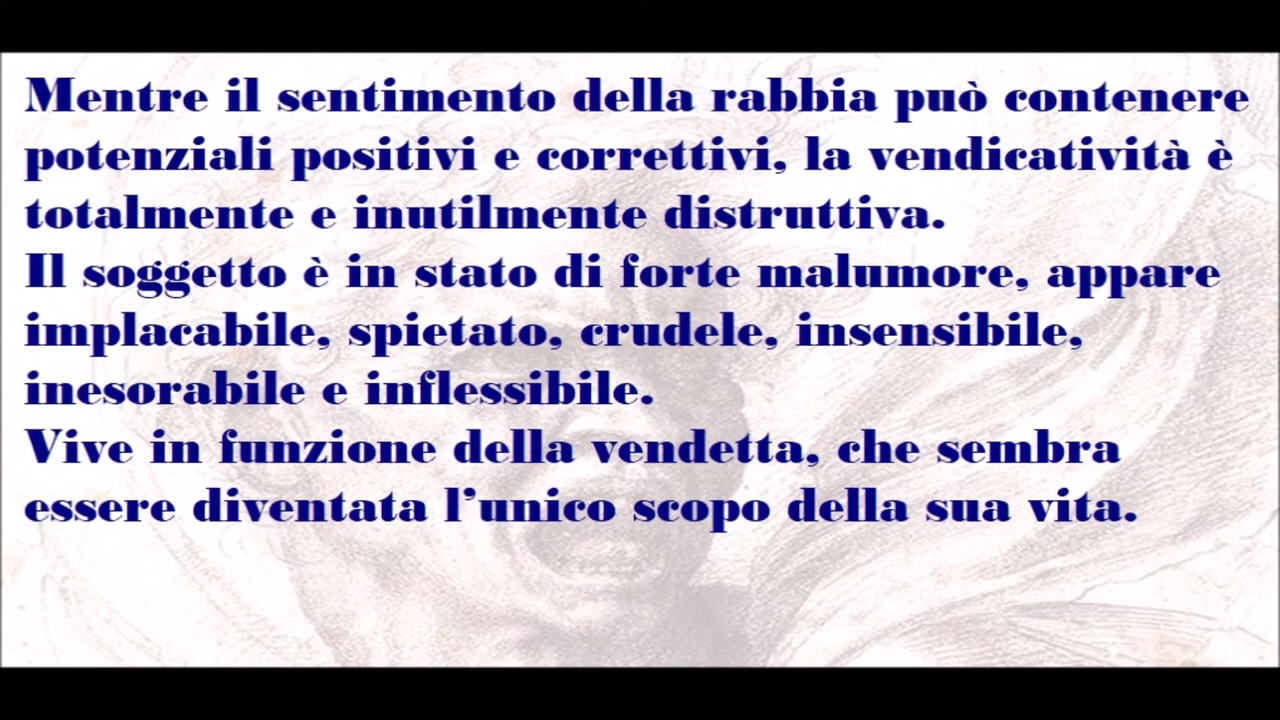 Mentre il sentimento della rabbia può contenere
potenziali positivi e correttivi, la vendicatività è
totalmente e inutilmente distruttiva.
Il soggetto è in stato di forte malumore, appare
implacabile, spietato, crudele, insensibile,
inesorabile e inflessibile.
Vive in funzione della vendetta, che sembra
essere diventata l’unico scopo della sua vita.